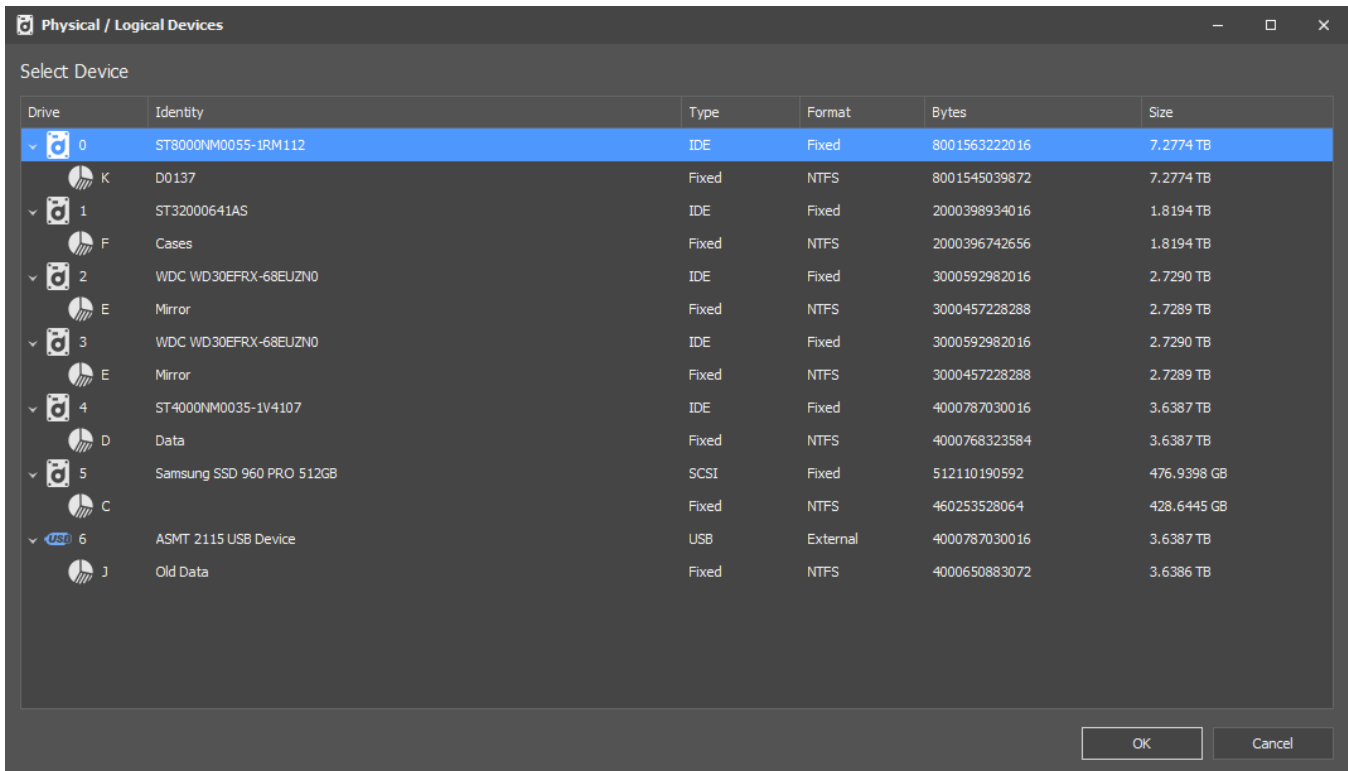 Physical / Logical Devices
Select Device
Drive Identity Type Format Bytes Size
0 ST8000NM0055-1RM112 IDE Fixed 8001563222016 7.2774 TB
K D0137 Fixed NTFS 8001545039872 7.2774 TB
1 ST32000641AS IDE Fixed 2000398934016 1.8194 TB
F Cases Fixed NTFS 2000396742656 1.8194 TB
2 WDC WD30EFRX-68EUZN0 IDE Fixed 3000592982016 2.7290 TB
E Mirror Fixed NTFS 3000457228288 2.7289 TB
3 WDC WD30EFRX-68EUZN0 IDE Fixed 3000592982016 2.7290 TB
E Mirror Fixed NTFS 3000457228288 2.7289 TB
4 ST4000NM0035-1V4107 IDE Fixed 4000787030016 3.6387 TB
D Data Fixed NTFS 4000768323584 3.6387 TB
5 Samsung SSD 960 PRO 512GB SCSI Fixed 512110190592 476.9398 GB
C Fixed NTFS 460253528064 428.6445 GB
USB 6 ASMT 2115 USB Device USB External 4000787030016 3.6387 TB
J Old Data Fixed NTFS 4000650883072 3.6386 TB
OK Cancel